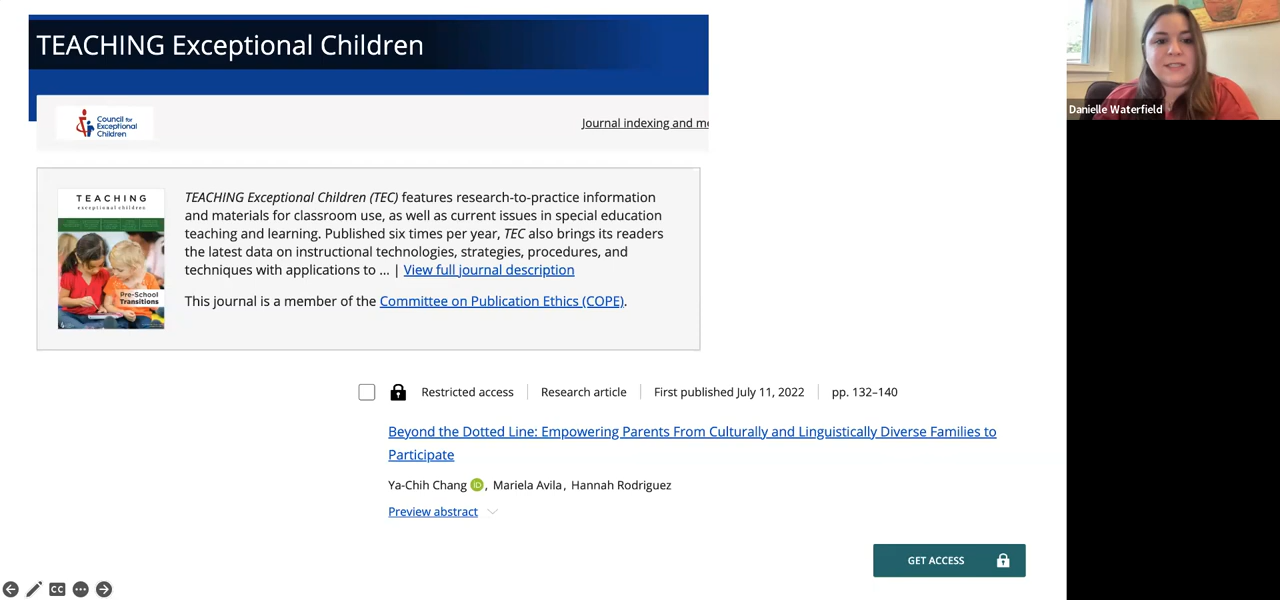 TEACHING Exceptional Children
Council for
Exceptional
Children
Journal indexing and me
TEACHING
exceptional children
Pre-School
Transitions
TEACHING Exceptional Children (TEC) features research-to-practice information
and materials for classroom use, as well as current issues in special education
teaching and learning. Published six times per year, TEC also brings its readers
the latest data on instructional technologies, strategies, procedures, and
techniques with applications to ... | View full journal description
This journal is a member of the Committee on Publication Ethics (COPE).
Restricted access | Research article | First published July 11, 2022 | pp. 132–140
Beyond the Dotted Line: Empowering Parents From Culturally and Linguistically Diverse Families to
Participate
Ya-Chih Chang iD, Mariela Avila, Hannah Rodriguez
Preview abstract
GET ACCESS
CC
Danielle Waterfield